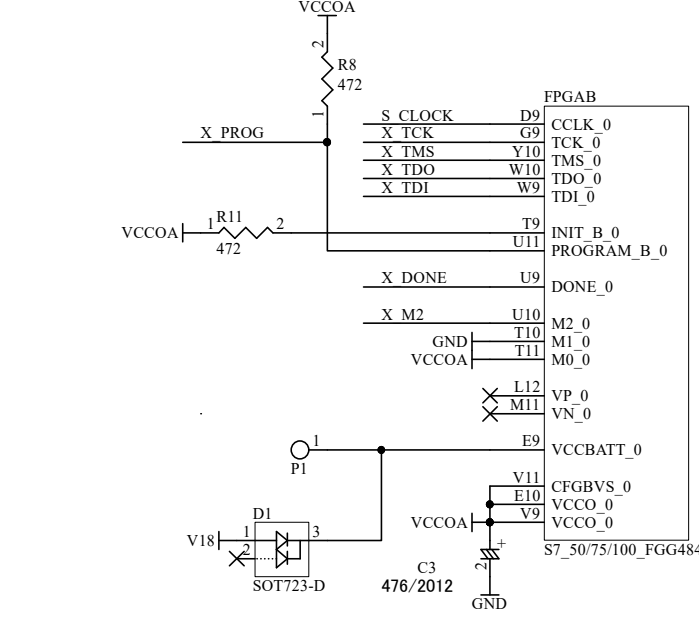 VCCOA
2
R8
472
1
FPGAB
X_PROG
S_CLOCK D9 CCLK_0
X_TCK G9 TCK_0
X_TMS Y10 TMS_0
X_TDO W10 TDO_0
X_TDI W9 TDI_0
VCCOA 1 R11 2 T9 INIT_B_0
472 U11 PROGRAM_B_0
X_DONE U9 DONE_0
X_M2 U10 M2_0
GND T10 M1_0
VCCOA T11 M0_0
L12 VP_0
M11 VN_0
1 E9 VCCBATT_0
P1
V11 CFGBVS_0
E10 VCCO_0
VCCOA V9 VCCO_0
D1
V18 1 3
2
SOT723-D
S7_50/75/100_FGG484
+
C3 2
476/2012
GND